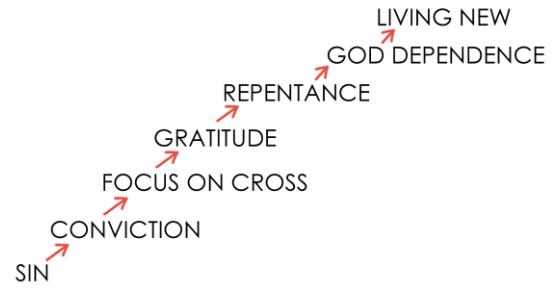 LIVING NEW
GOD DEPENDENCE
REPENTANCE
GRATITUDE
FOCUS ON CROSS
CONVICTION
SIN